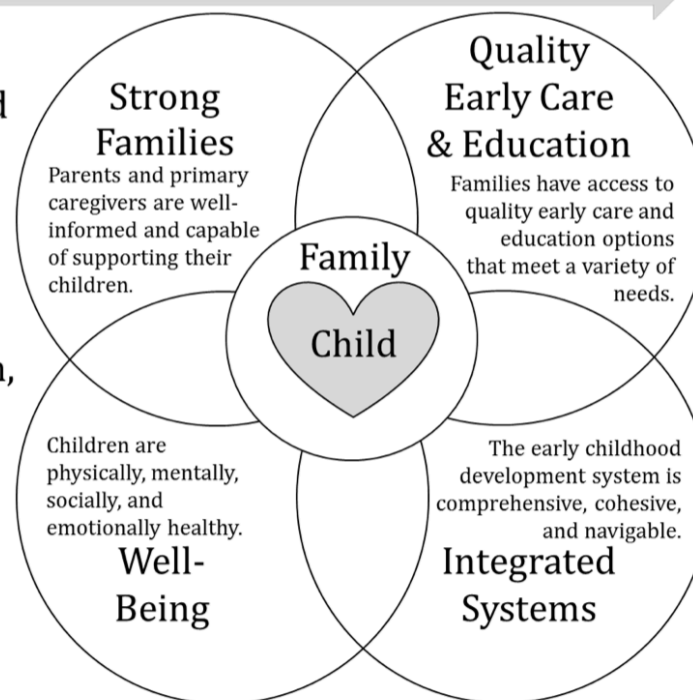 Strong
Families
Parents and primary
caregivers are well-
informed and capable
of supporting their
children.
Quality
Early Care
& Education
Families have access to
quality early care and
education options
that meet a variety of
needs.
Family
Child
Children are
physically, mentally,
socially, and
emotionally healthy.
Well-
Being
The early childhood
development system is
comprehensive, cohesive,
and navigable.
Integrated
Systems